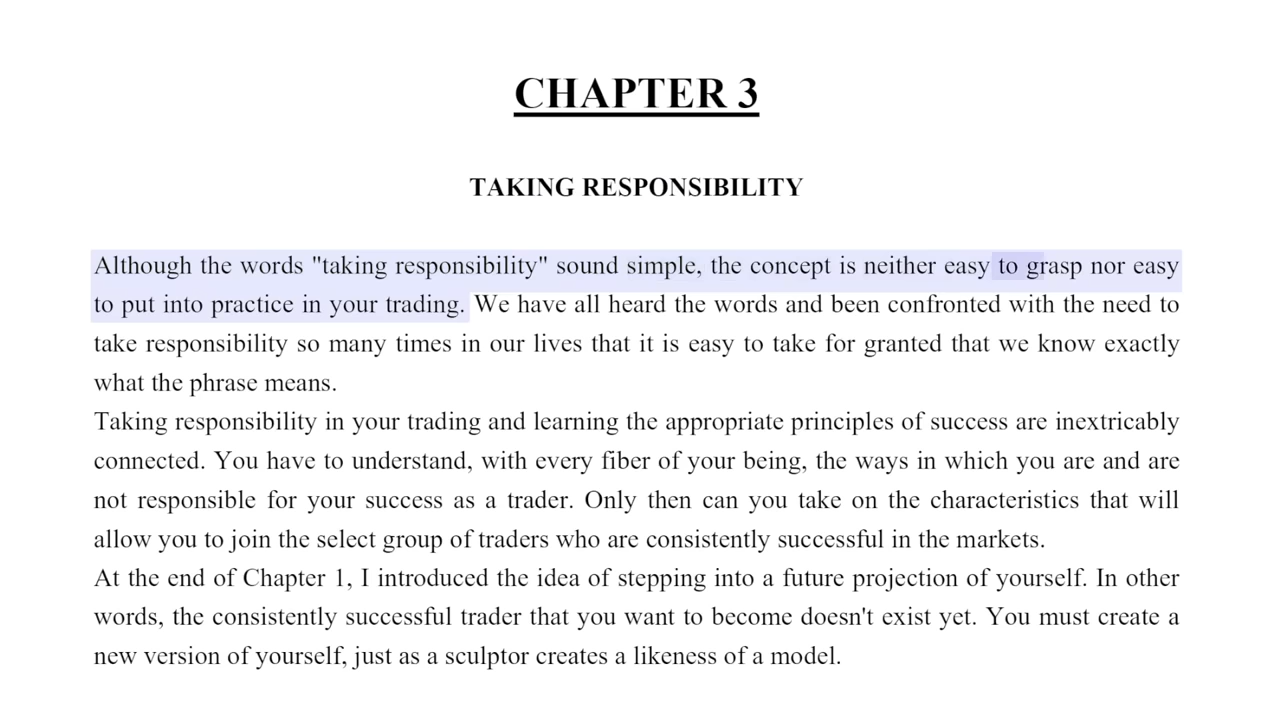 CHAPTER 3
TAKING RESPONSIBILITY
Although the words "taking responsibility" sound simple, the concept is neither easy to grasp nor easy
to put into practice in your trading. We have all heard the words and been confronted with the need to
take responsibility so many times in our lives that it is easy to take for granted that we know exactly
what the phrase means.
Taking responsibility in your trading and learning the appropriate principles of success are inextricably
connected. You have to understand, with every fiber of your being, the ways in which you are and are
not responsible for your success as a trader. Only then can you take on the characteristics that will
allow you to join the select group of traders who are consistently successful in the markets.
At the end of Chapter 1, I introduced the idea of stepping into a future projection of yourself. In other
words, the consistently successful trader that you want to become doesn't exist yet. You must create a
new version of yourself, just as a sculptor creates a likeness of a model.